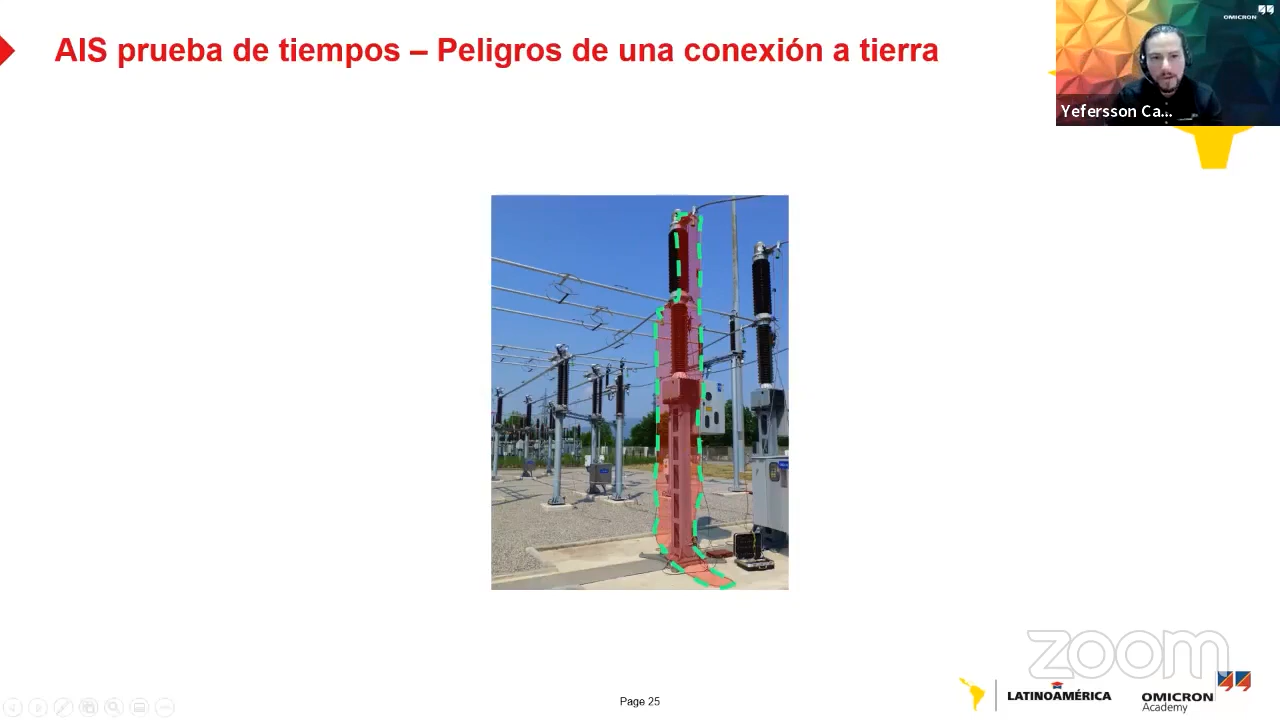 AIS prueba de tiempos – Peligros de una conexión a tierra
OMICRON
Yefersson Ca...
zoom
Page 25
LATINOAMÉRICA
OMICRON
Academy